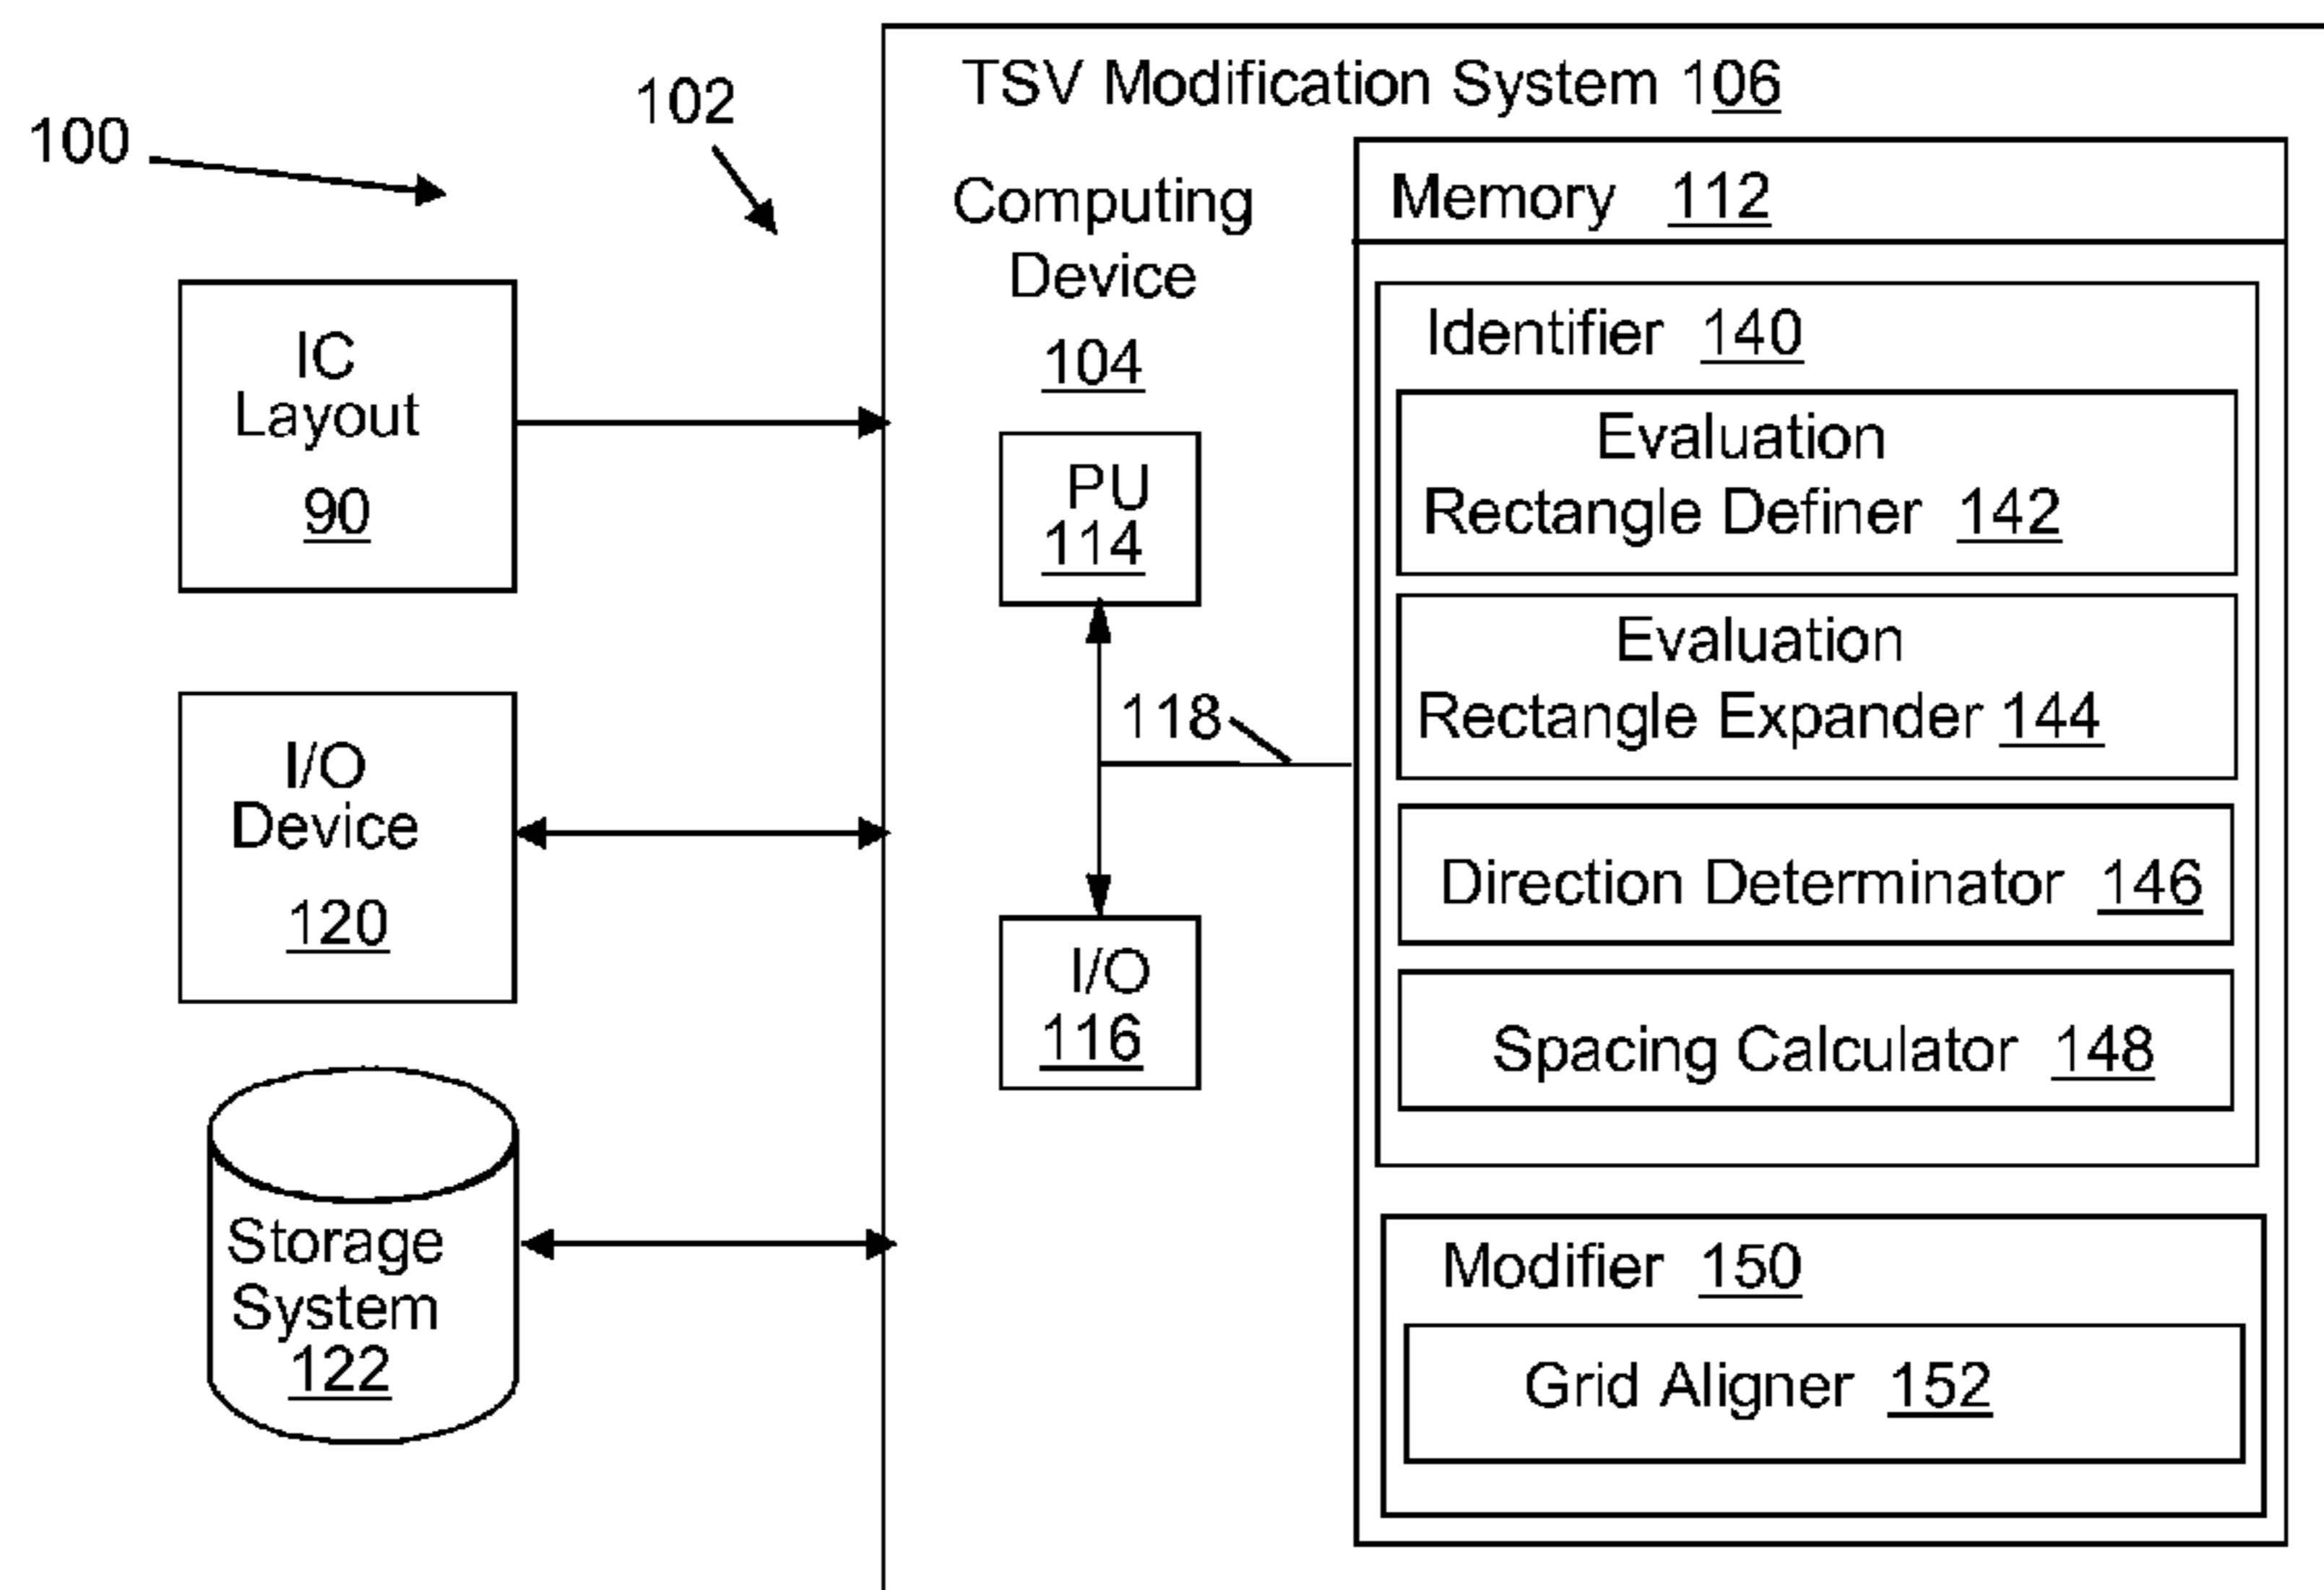 100
102
TSV Modification System 106
Computing
Device
104
Memory 112
IC
Layout
90
Identifier 140
Evaluation
Rectangle Definer 142
PU
114
Evaluation
Rectangle Expander 144
118
I/O
Device
120
Direction Determinator 146
I/O
116
Spacing Calculator 148
Storage
System
122
Modifier 150
Grid Aligner 152